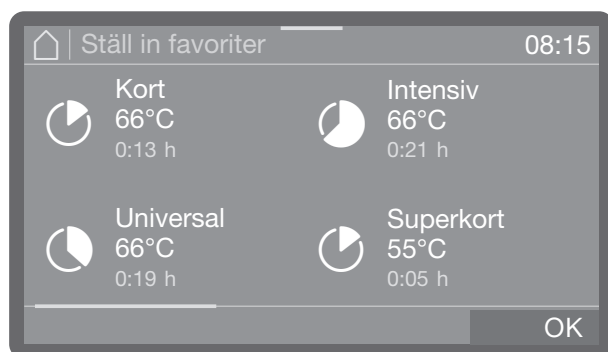 Ställ in favoriter 08:15
Kort
66°C
0:13 h
Intensiv
66°C
0:21 h
Universal
66°C
0:19 h
Superkort
55°C
0:05 h
OK